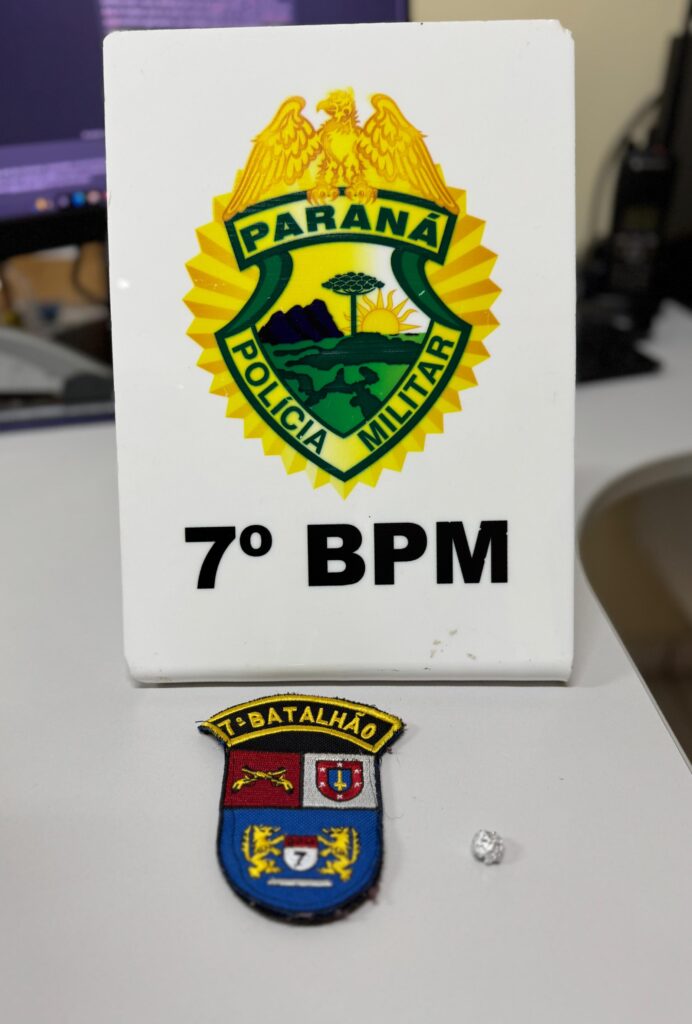 PARANÁ
POLÍCIA MILITAR
7º BPM
7º BATALHÃO
7